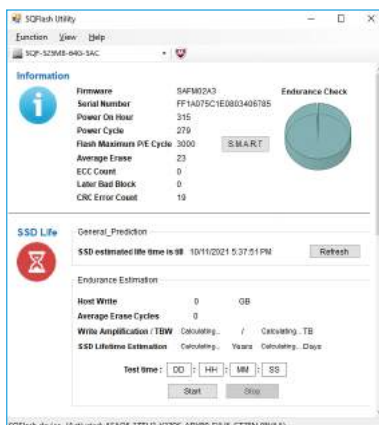 SQFlash Utility
Function View Help
SQF-S25M8-64G-SAC
Information
Firmware SAFM02A3 Endurance Check
Serial Number FF1A075C1E0803406785
Power On Hour 315
Power Cycle 279
Flash Maximum P/E Cycle 3000 S.M.A.R.T
Average Erase 23
ECC Count 0
Later Bad Block 0
CRC Error Count 19
SSD Life General_Prediction
SSD estimated life time is till 10/11/2021 5:37:51 PM Refresh
Endurance Estimation
Host Write 0 GB
Average Erase Cycles 0
Write Amplification / TBW Calculating... / Calculating... TB
SSD Lifetime Estimation Calculating... Years Calculating... Days
Test time : DD : HH : MM : SS
Start Stop